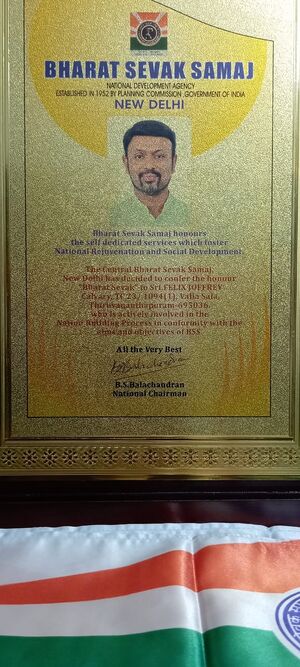 BHARAT SEVAK SAMAJ
NATIONAL DEVELOPMENT AGENCY
ESTABLISHED IN 1952 BY PLANNING COMMISSION ,GOVERNMENT OF INDIA
NEW DELHI
Bharat Sevak Samaj honours
the self dedicated services which foster
National Rejuvenation and Social Development.
The Central Bharat Sevak Samaj,
New Delhi has decided to confer the honour
"Bharat Sevak" to Sri.FELIX JOFFREY
Calvary, TC 23/1094(1), Valia Sala,
Thiruvananthapuram-695036.
who is actively involved in the
Nation Building Process in conformity with the
aims and objectives of BSS
All the Very Best
B.S.Balachandran
National Chairman